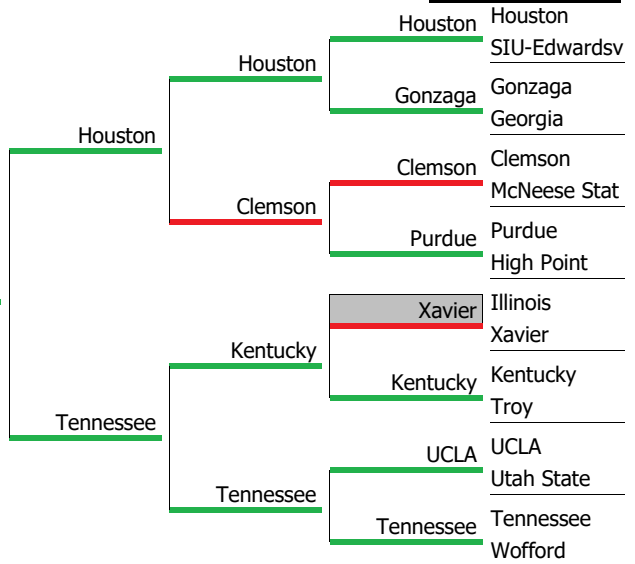 Houston
SIU-Edwardsv
Gonzaga
Georgia
Clemson
McNeese Stat
Purdue
High Point
Illinois
Xavier
Kentucky
Troy
UCLA
Utah State
Tennessee
Wofford
Houston
Gonzaga
Clemson
Purdue
Xavier
Kentucky
UCLA
Tennessee
Houston
Clemson
Kentucky
Tennessee
Houston
Tennessee